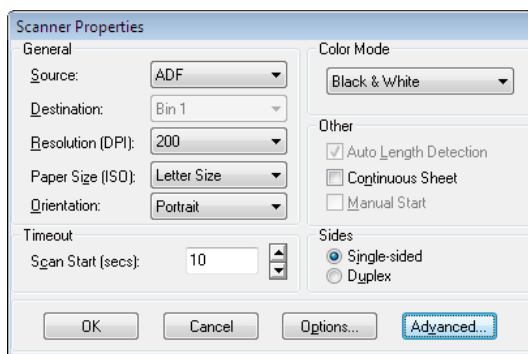 Scanner Properties
General
Source: ADF
Destination: Bin 1
Resolution (DPI): 200
Paper Size (ISO): Letter Size
Orientation: Portrait
Timeout
Scan Start (secs): 10
Color Mode
Black & White
Other
Auto Length Detection
Continuous Sheet
Manual Start
Sides
Single-sided
Duplex
OK Cancel Options... Advanced...